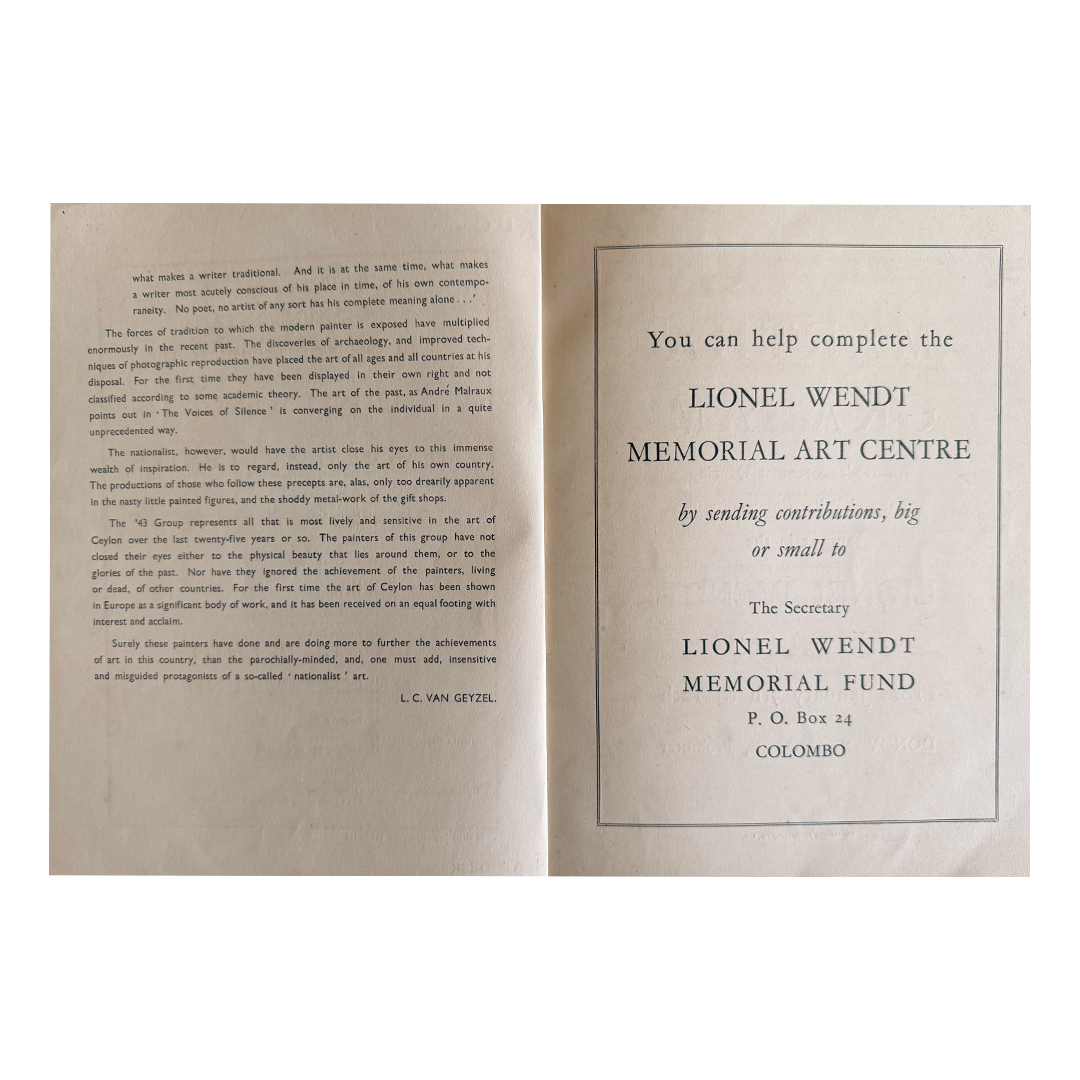 what makes a writer traditional. And it is at the same time, what makes
a writer most acutely conscious of his place in time, of his own contempo-
raneity. No poet, no artist of any sort has his complete meaning alone . . .'
The forces of tradition to which the modern painter is exposed have multiplied
enormously in the recent past. The discoveries of archaeology, and improved tech-
niques of photographic reproduction have placed the art of all ages and all countries at his
disposal. For the first time they have been displayed in their own right and not
classified according to some academic theory. The art of the past, as André Malraux
points out in ' The Voices of Silence ' is converging on the individual in a quite
unprecedented way.
The nationalist, however, would have the artist close his eyes to this immense
wealth of inspiration. He is to regard, instead, only the art of his own country.
The productions of those who follow these precepts are, alas, only too drearily apparent
in the nasty little painted figures, and the shoddy metal-work of the gift shops.
The '43 Group represents all that is most lively and sensitive in the art of
Ceylon over the last twenty-five years or so. The painters of this group have not
closed their eyes either to the physical beauty that lies around them, or to the
glories of the past. Nor have they ignored the achievement of the painters, living
or dead, of other countries. For the first time the art of Ceylon has been shown
in Europe as a significant body of work, and it has been received on an equal footing with
interest and acclaim.
Surely these painters have done and are doing more to further the achievements
of art in this country, than the parochially-minded, and, one must add, insensitive
and misguided protagonists of a so-called ' nationalist ' art.
L. C. VAN GEYZEL.
You can help complete the
LIONEL WENDT
MEMORIAL ART CENTRE
by sending contributions, big
or small to
The Secretary
LIONEL WENDT
MEMORIAL FUND
P. O. Box 24
COLOMBO